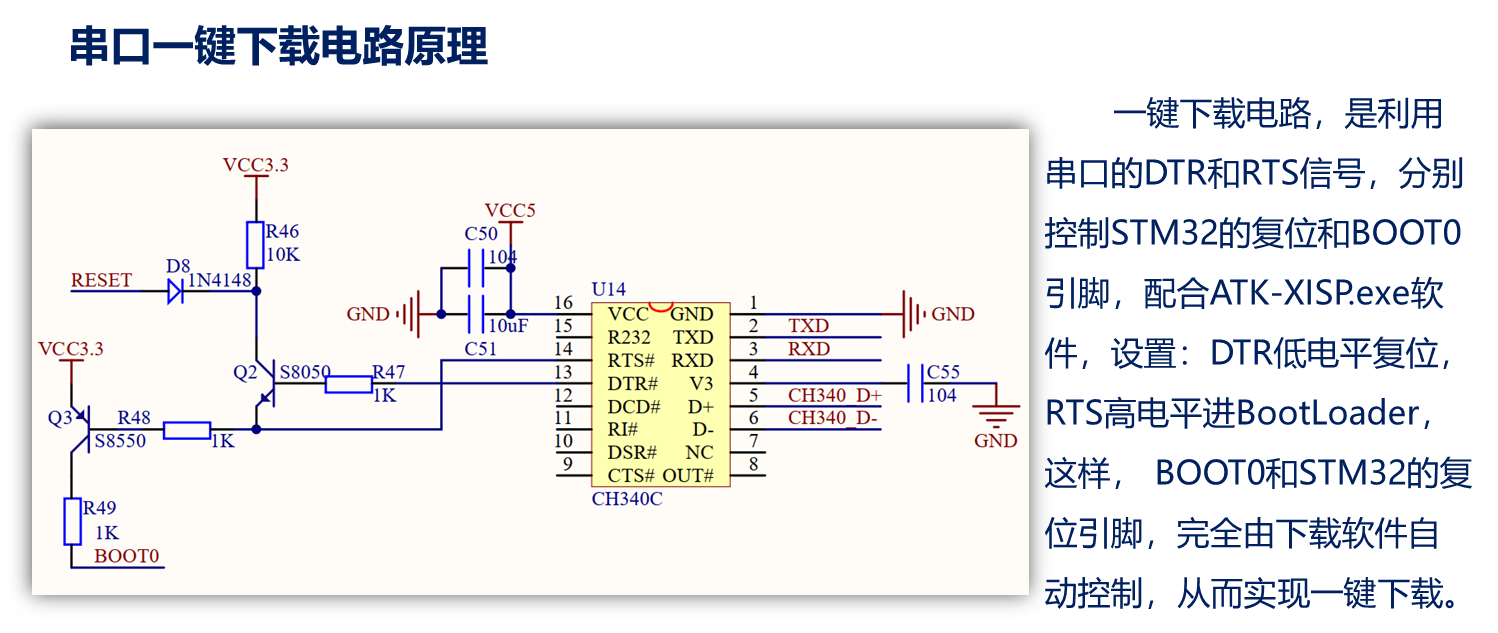 串口一键下载电路原理
一键下载电路，是利用
串口的DTR和RTS信号，分别
控制STM32的复位和BOOT0
引脚，配合ATK-XISP.exe软
件，设置：DTR低电平复位，
RTS高电平进BootLoader，
这样， BOOT0和STM32的复
位引脚，完全由下载软件自
动控制，从而实现一键下载。
VCC3.3
R46
10K
RESET
D8
1N4148
VCC3.3
Q3
S8550
R48
1K
R49
1K
BOOT0
Q2
S8050
R47
1K
VCC5
C50
104
GND
10uF
C51
U14
16 VCC GND 1
GND
15 R232 TXD 2
TXD
14 RTS# RXD 3
RXD
13 DTR# V3 4
C55
104
GND
12 DCD# D+ 5
CH340_D+
11 RI# D- 6
CH340_D-
10 DSR# NC 7
9 CTS# OUT# 8
CH340C